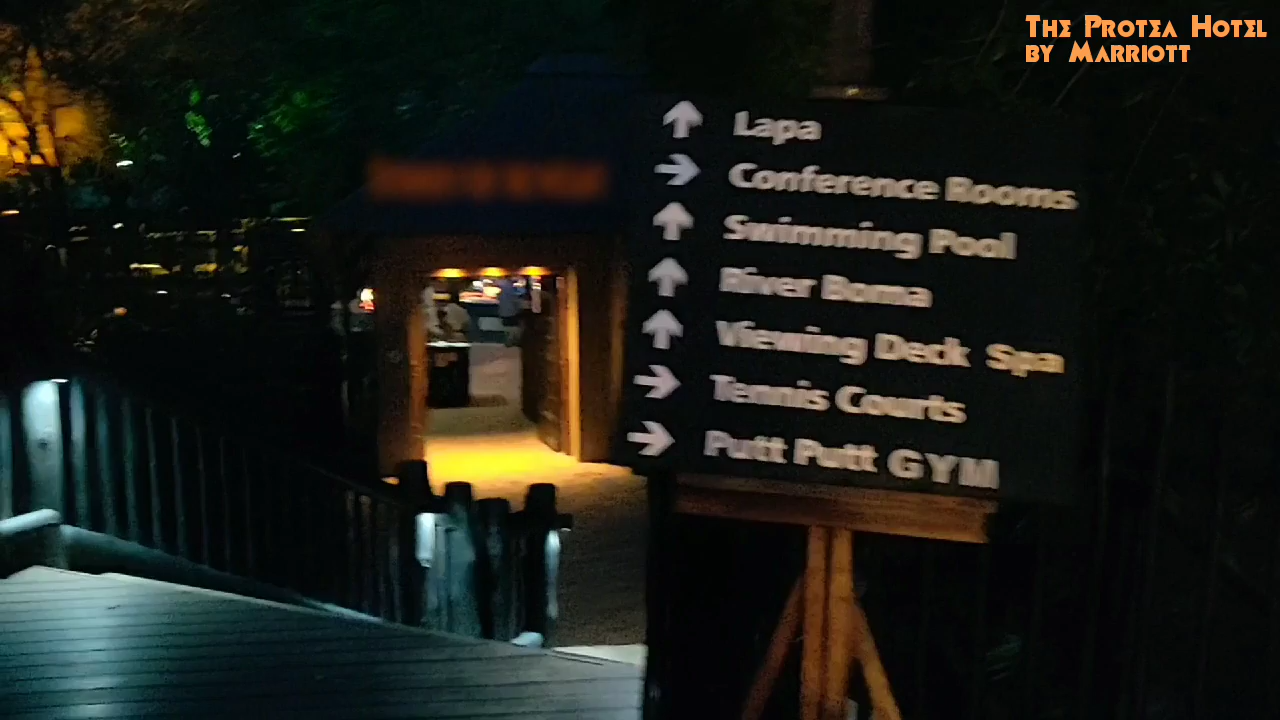 The Protea Hotel
by Marriott
Lapa
Conference Rooms
Swimming Pool
River Boma
Viewing Deck Spa
Tennis Courts
Putt Putt GYM